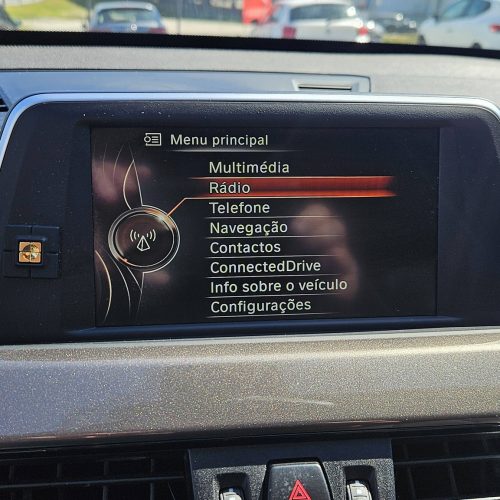 Menu principal
Multimédia
Rádio
Telefone
Navegação
Contactos
ConnectedDrive
Info sobre o veículo
Configurações